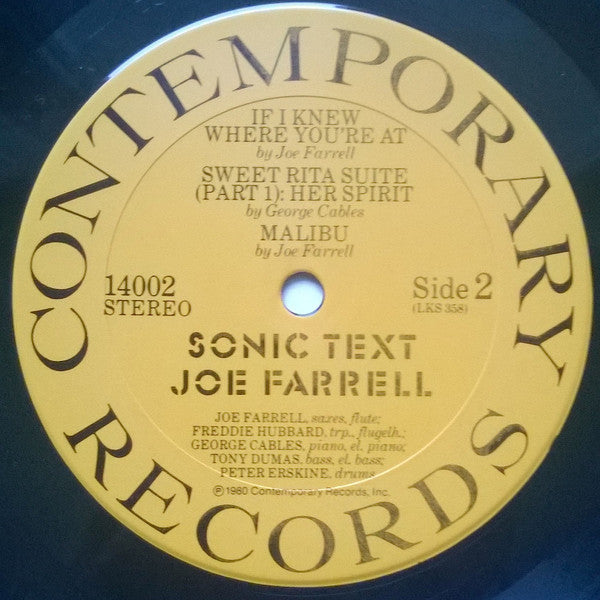 CONTEMPORARY
IF I KNEW
WHERE YOU'RE AT
by Joe Farrell
SWEET RITA SUITE
(PART 1): HER SPIRIT
by George Cables
MALIBU
by Joe Farrell
14002
STEREO
Side 2
(LKS 358)
SONIC TEXT
JOE FARRELL
JOE FARRELL, saxes, flute;
FREDDIE HUBBARD, trp., flugelh.;
GEORGE CABLES, piano, el. piano;
TONY DUMAS, bass, el. bass;
PETER ERSKINE, drums
℗ 1980 Contemporary Records, Inc.
RECORDS